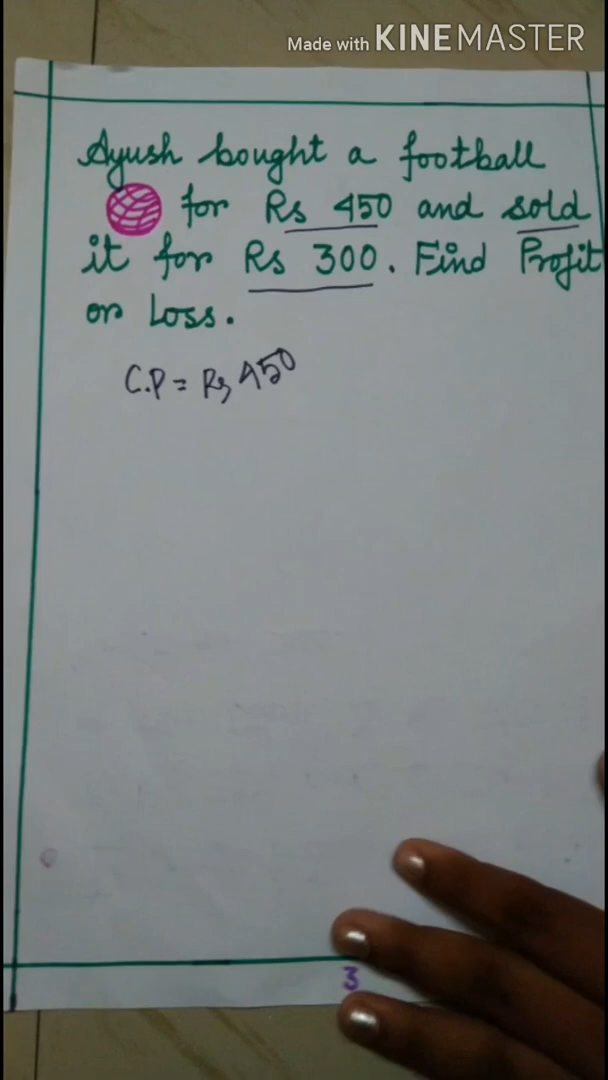 Made with KINEMASTER
Ayush bought a football
for Rs 450 and sold
it for Rs 300. Find Profit
or Loss.
C.P = Rs 450
3